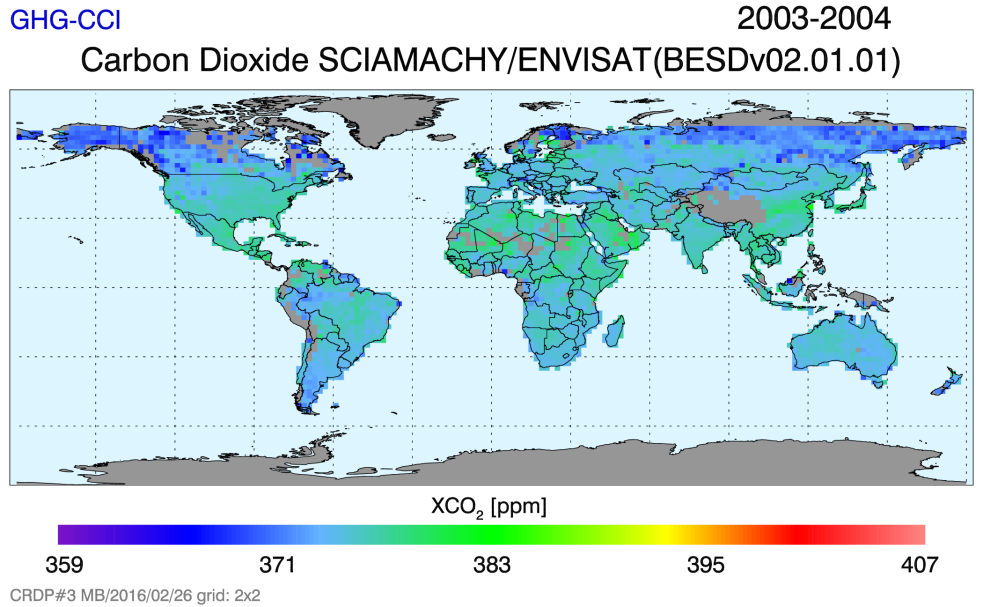 GHG-CCI 2003-2004
Carbon Dioxide SCIAMACHY/ENVISAT(BESDv02.01.01)
XCO₂ [ppm]
359 371 383 395 407
CRDP#3 MB/2016/02/26 grid: 2x2